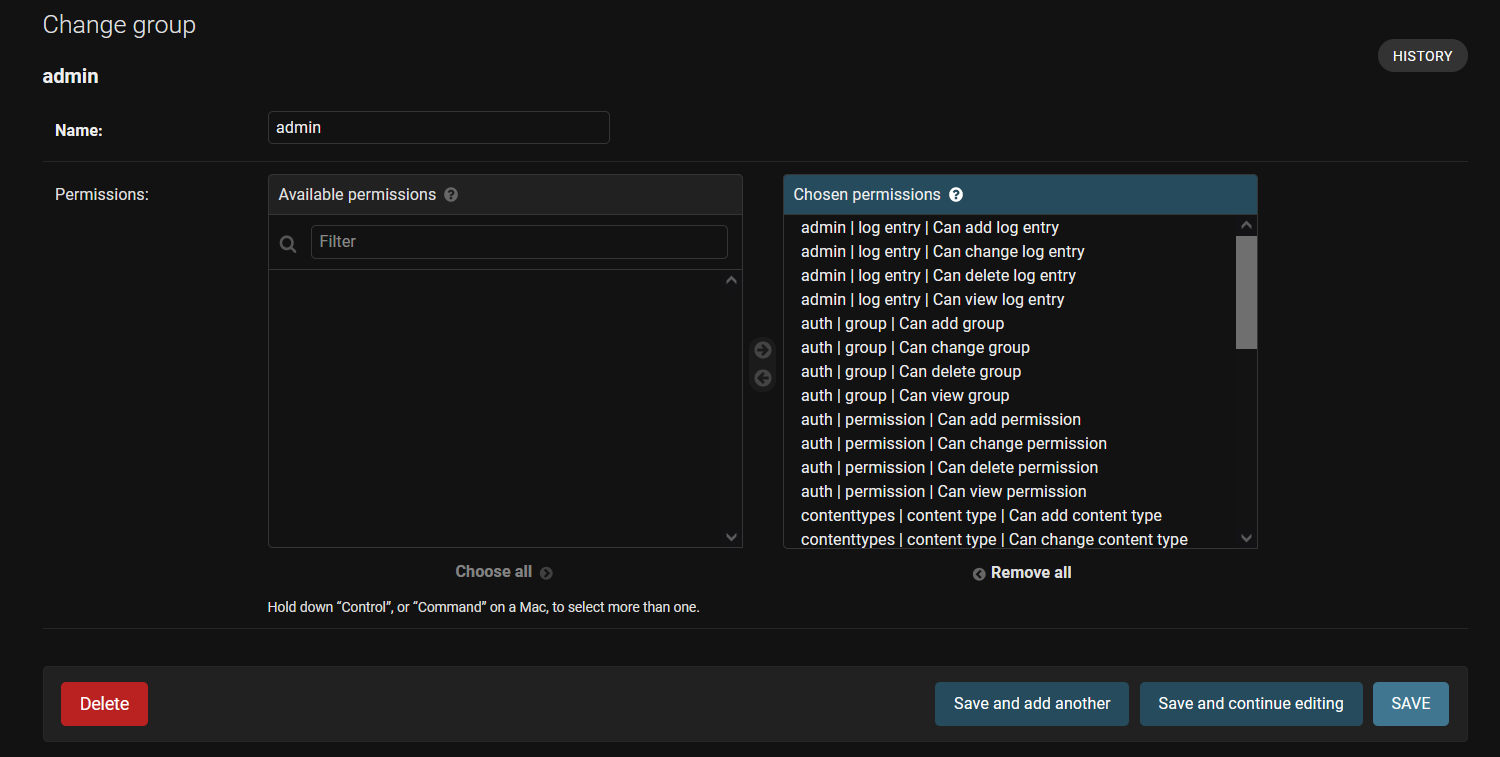 Change group
HISTORY
admin
Name:
admin
Permissions:
Available permissions ?
Filter
Choose all
Hold down “Control”, or “Command” on a Mac, to select more than one.
Chosen permissions ?
admin | log entry | Can add log entry
admin | log entry | Can change log entry
admin | log entry | Can delete log entry
admin | log entry | Can view log entry
auth | group | Can add group
auth | group | Can change group
auth | group | Can delete group
auth | group | Can view group
auth | permission | Can add permission
auth | permission | Can change permission
auth | permission | Can delete permission
auth | permission | Can view permission
contenttypes | content type | Can add content type
contenttypes | content type | Can change content type
Remove all
Delete
Save and add another
Save and continue editing
SAVE